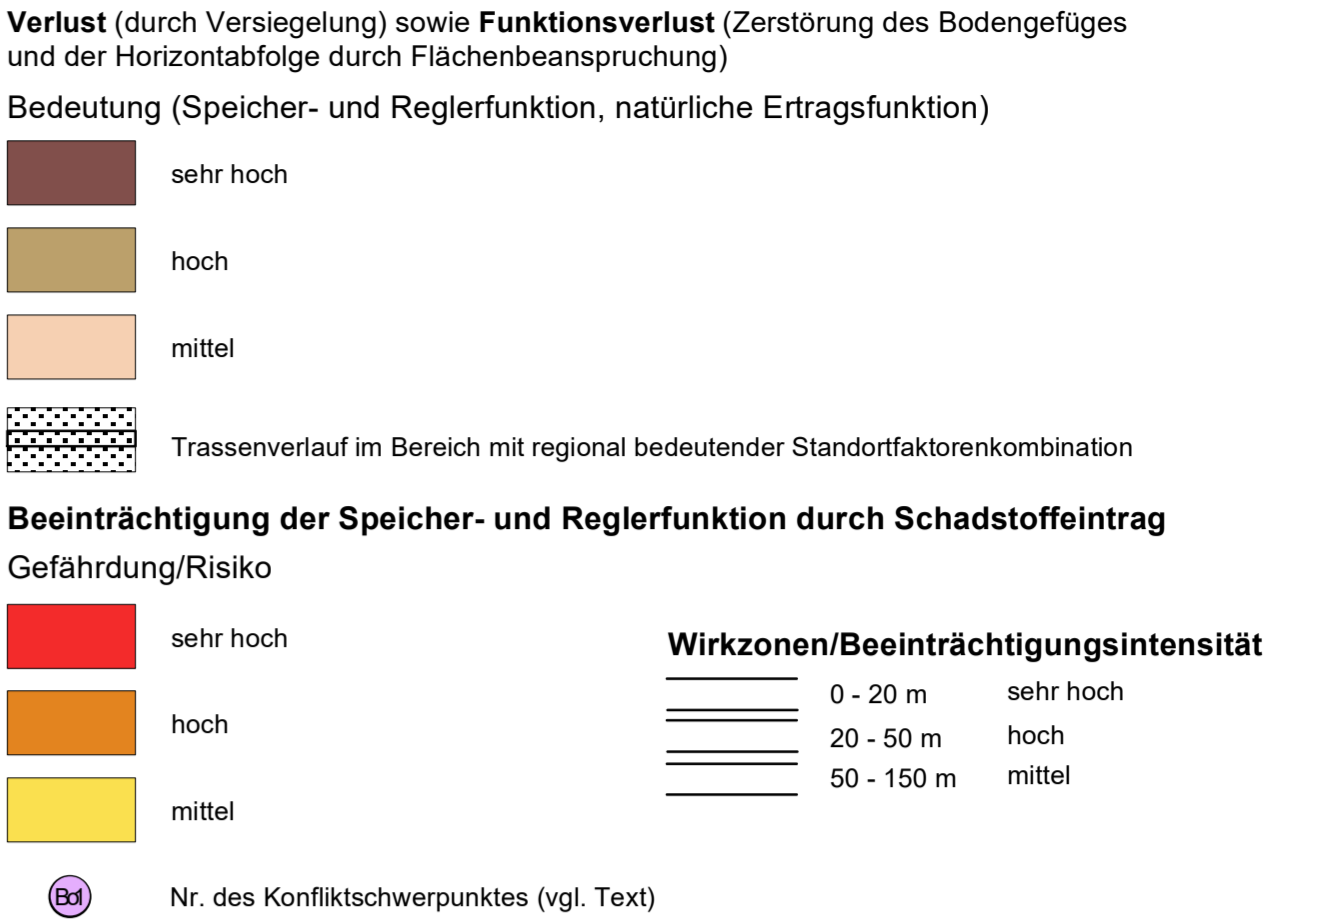 Verlust (durch Versiegelung) sowie Funktionsverlust (Zerstörung des Bodengefüges
und der Horizontabfolge durch Flächenbeanspruchung)
Bedeutung (Speicher- und Reglerfunktion, natürliche Ertragsfunktion)
sehr hoch
hoch
mittel
Trassenverlauf im Bereich mit regional bedeutender Standortfaktorenkombination
Beeinträchtigung der Speicher- und Reglerfunktion durch Schadstoffeintrag
Gefährdung/Risiko
sehr hoch
hoch
mittel
Wirkzonen/Beeinträchtigungsintensität
0 - 20 m sehr hoch
20 - 50 m hoch
50 - 150 m mittel
Bo1 Nr. des Konfliktschwerpunktes (vgl. Text)